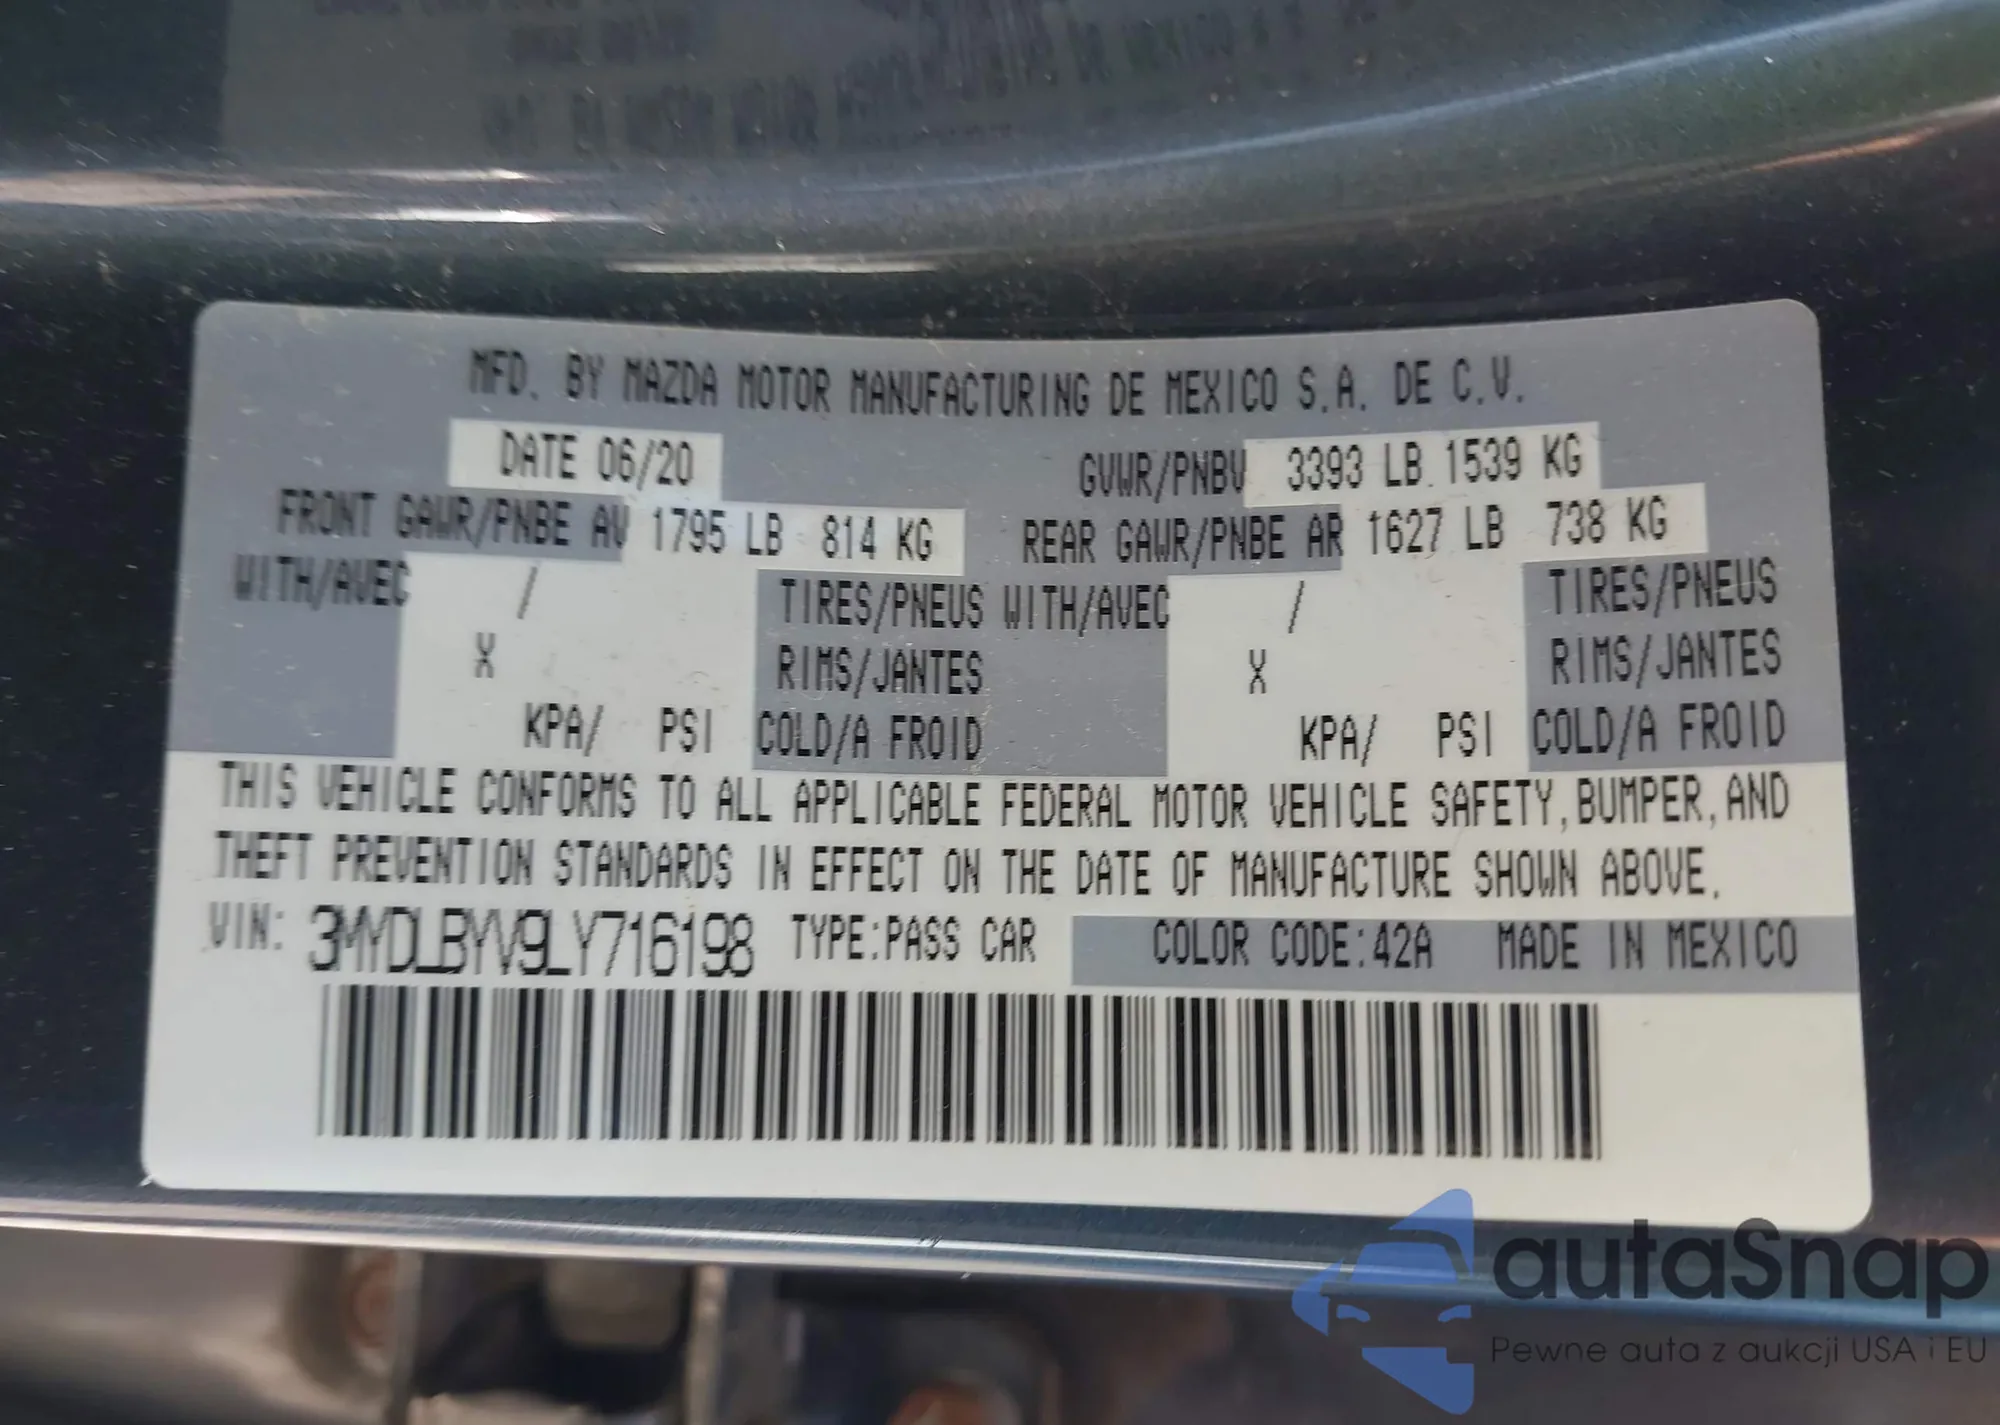 MFD. BY MAZDA MOTOR MANUFACTURING DE MEXICO S.A. DE C.V.
DATE 06/20 GVWR/PNBV 3393 LB 1539 KG
FRONT GAWR/PNBE AV 1795 LB 814 KG REAR GAWR/PNBE AR 1627 LB 738 KG
WITH/AVEC / TIRES/PNEUS WITH/AVEC / TIRES/PNEUS
X RIMS/JANTES X RIMS/JANTES
KPA/ PSI COLD/A FROID KPA/ PSI COLD/A FROID
THIS VEHICLE CONFORMS TO ALL APPLICABLE FEDERAL MOTOR VEHICLE SAFETY, BUMPER, AND
THEFT PREVENTION STANDARDS IN EFFECT ON THE DATE OF MANUFACTURE SHOWN ABOVE.
VIN: 3MYDLBYV9LY716198 TYPE:PASS CAR COLOR CODE:42A MADE IN MEXICO
autaSnap
Pewne auta z aukcji USA i EU